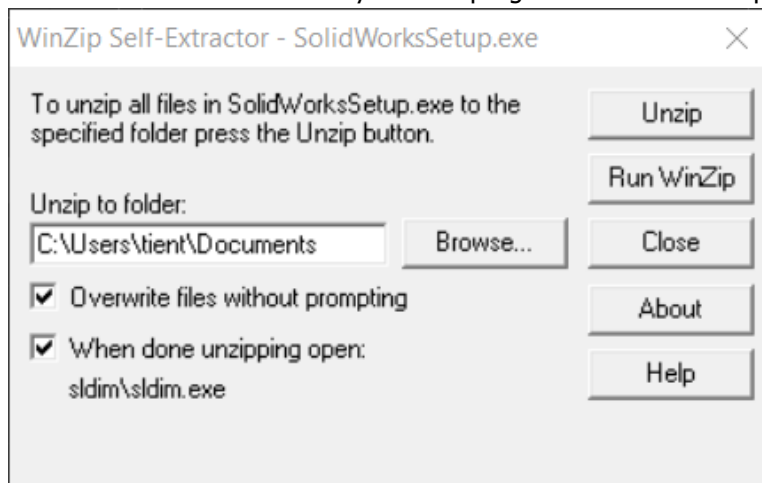 WinZip Self-Extractor - SolidWorksSetup.exe
To unzip all files in SolidWorksSetup.exe to the
specified folder press the Unzip button.
Unzip
Run WinZip
Unzip to folder:
C:\Users\tient\Documents
Browse...
Close
Overwrite files without prompting
About
When done unzipping open:
sldim\sldim.exe
Help